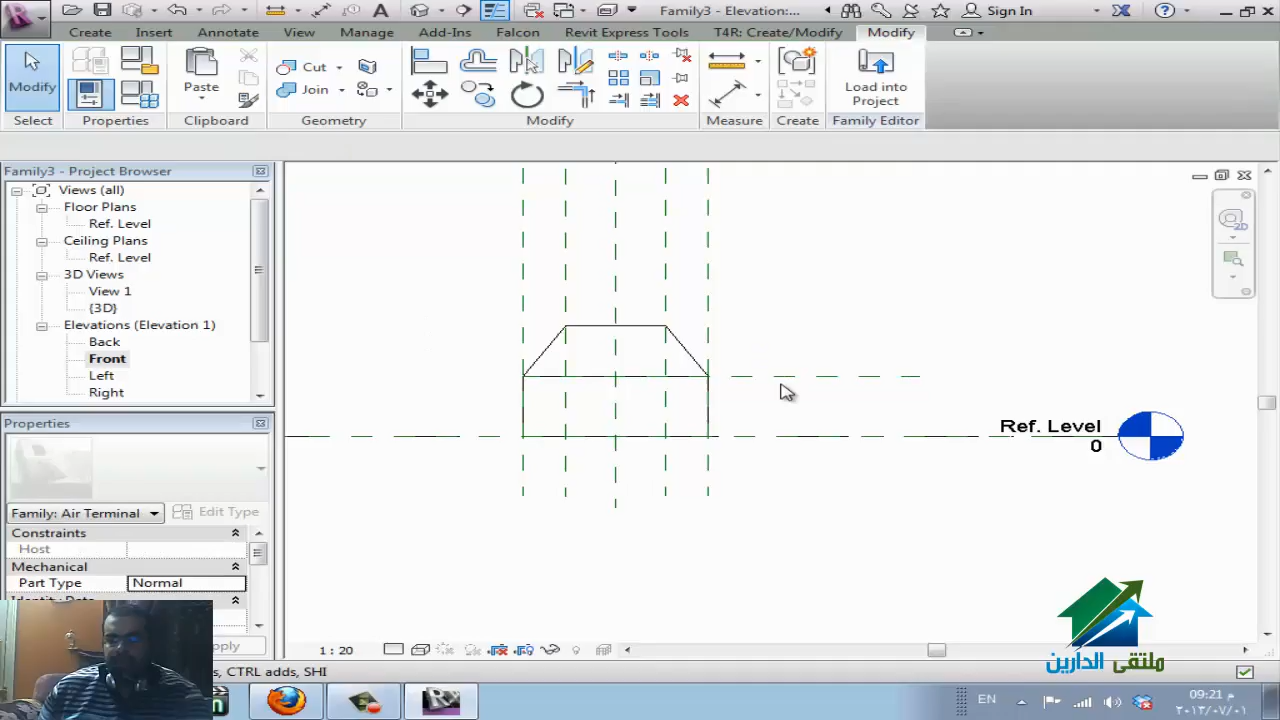 Family3 - Elevation:...
Sign In
Create Insert Annotate View Manage Add-Ins Falcon Revit Express Tools T4R: Create/Modify Modify
Modify
Paste
Cut
Join
Load into
Project
Select Properties Clipboard Geometry Modify Measure Create Family Editor
Family3 - Project Browser
Views (all)
Floor Plans
Ref. Level
Ceiling Plans
Ref. Level
3D Views
View 1
{3D}
Elevations (Elevation 1)
Back
Front
Left
Right
Properties
Family: Air Terminal
Edit Type
Constraints
Host
Mechanical
Part Type Normal
Ref. Level
0
2D
1 : 20
, CTRL adds, SHI
ملتقى الدارين
EN
09:21 م
٢٠١٣/٠٧/٠١